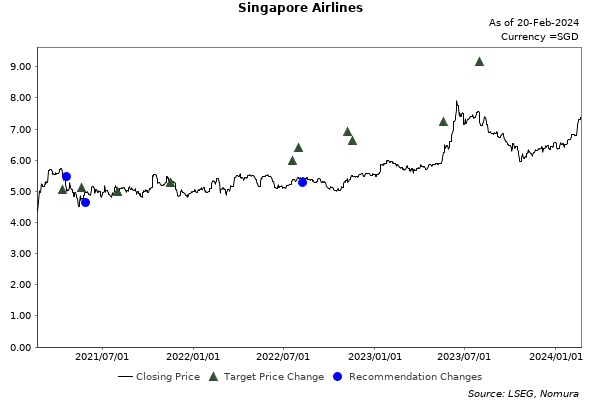 Singapore Airlines
As of 20-Feb-2024
Currency =SGD
9.00
8.00
7.00
6.00
5.00
4.00
3.00
2.00
1.00
0.00
2021/07/01 2022/01/01 2022/07/01 2023/01/01 2023/07/01 2024/01/01
Closing Price Target Price Change Recommendation Changes
Source: LSEG, Nomura